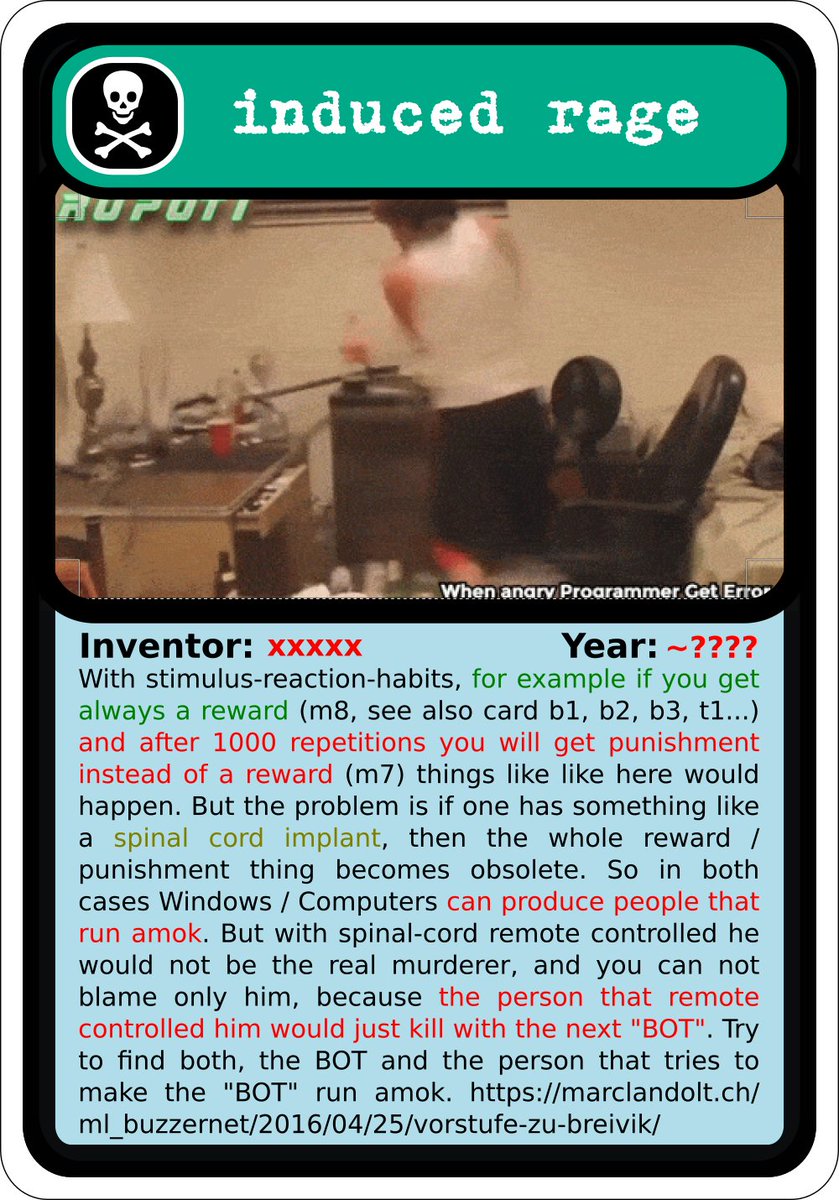 induced rage
When angry Programmer Get Error
Inventor: xxxxx Year: ~????
With stimulus-reaction-habits, for example if you get
always a reward (m8, see also card b1, b2, b3, t1...)
and after 1000 repetitions you will get punishment
instead of a reward (m7) things like like here would
happen. But the problem is if one has something like
a spinal cord implant, then the whole reward /
punishment thing becomes obsolete. So in both
cases Windows / Computers can produce people that
run amok. But with spinal-cord remote controlled he
would not be the real murderer, and you can not
blame only him, because the person that remote
controlled him would just kill with the next "BOT". Try
to find both, the BOT and the person that tries to
make the "BOT" run amok. https://marclandolt.ch/
ml_buzzernet/2016/04/25/vorstufe-zu-breivik/